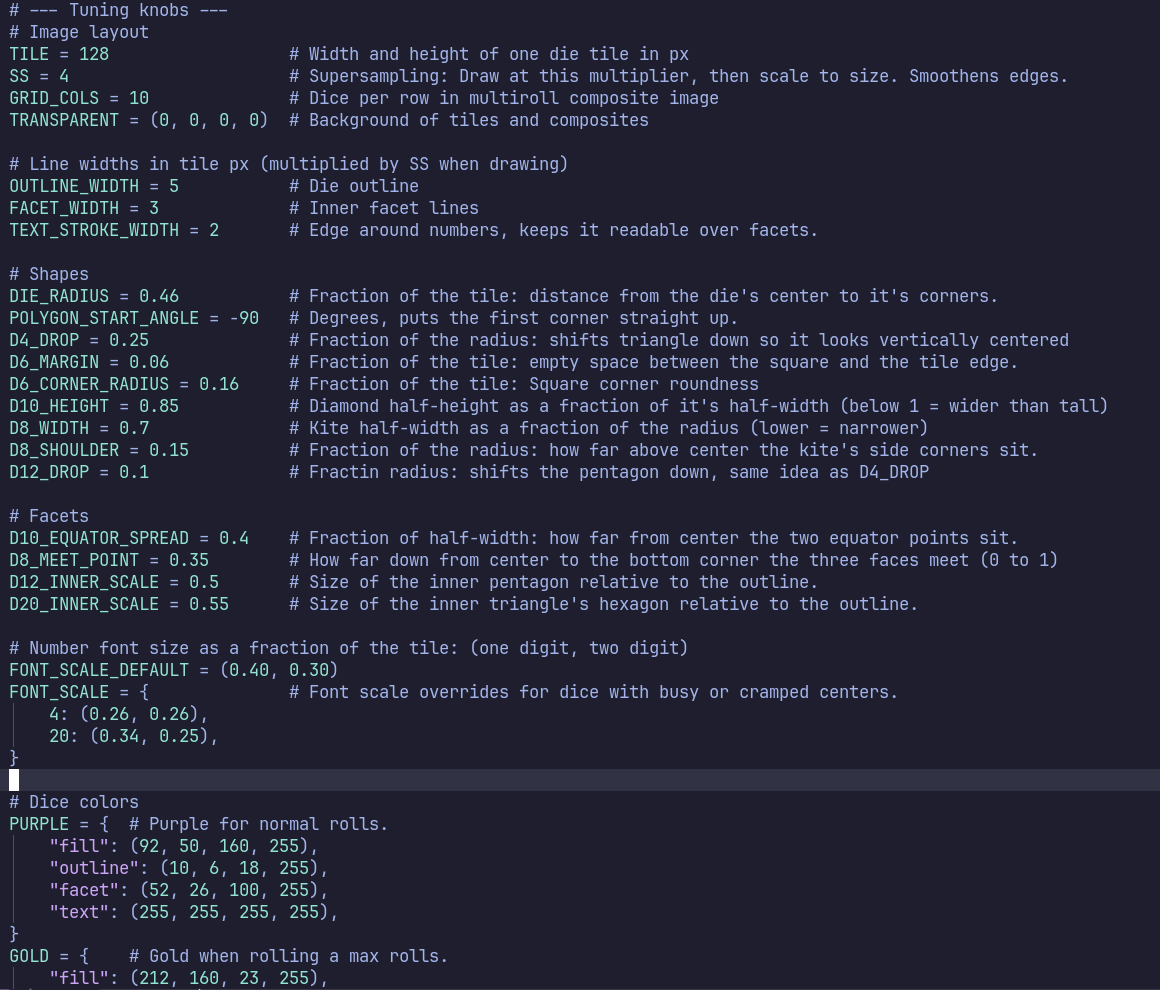 # --- Tuning knobs ---
# Image layout
TILE = 128                  # Width and height of one die tile in px
SS = 4                      # Supersampling: Draw at this multiplier, then scale to size. Smoothens edges.
GRID_COLS = 10              # Dice per row in multiroll composite image
TRANSPARENT = (0, 0, 0, 0)  # Background of tiles and composites

# Line widths in tile px (multiplied by SS when drawing)
OUTLINE_WIDTH = 5           # Die outline
FACET_WIDTH = 3             # Inner facet lines
TEXT_STROKE_WIDTH = 2       # Edge around numbers, keeps it readable over facets.

# Shapes
DIE_RADIUS = 0.46           # Fraction of the tile: distance from the die's center to it's corners.
POLYGON_START_ANGLE = -90   # Degrees, puts the first corner straight up.
D4_DROP = 0.25              # Fraction of the radius: shifts triangle down so it looks vertically centered
D6_MARGIN = 0.06            # Fraction of the tile: empty space between the square and the tile edge.
D6_CORNER_RADIUS = 0.16     # Fraction of the tile: Square corner roundness
D10_HEIGHT = 0.85           # Diamond half-height as a fraction of it's half-width (below 1 = wider than tall)
D8_WIDTH = 0.7              # Kite half-width as a fraction of the radius (lower = narrower)
D8_SHOULDER = 0.15          # Fraction of the radius: how far above center the kite's side corners sit.
D12_DROP = 0.1              # Fractin radius: shifts the pentagon down, same idea as D4_DROP

# Facets
D10_EQUATOR_SPREAD = 0.4    # Fraction of half-width: how far from center the two equator points sit.
D8_MEET_POINT = 0.35        # How far down from center to the bottom corner the three faces meet (0 to 1)
D12_INNER_SCALE = 0.5       # Size of the inner pentagon relative to the outline.
D20_INNER_SCALE = 0.55      # Size of the inner triangle's hexagon relative to the outline.

# Number font size as a fraction of the tile: (one digit, two digit)
FONT_SCALE_DEFAULT = (0.40, 0.30)
FONT_SCALE = {              # Font scale overrides for dice with busy or cramped centers.
    4: (0.26, 0.26),
    20: (0.34, 0.25),
}

# Dice colors
PURPLE = {  # Purple for normal rolls.
    "fill": (92, 50, 160, 255),
    "outline": (10, 6, 18, 255),
    "facet": (52, 26, 100, 255),
    "text": (255, 255, 255, 255),
}
GOLD = {    # Gold when rolling a max rolls.
    "fill": (212, 160, 23, 255),